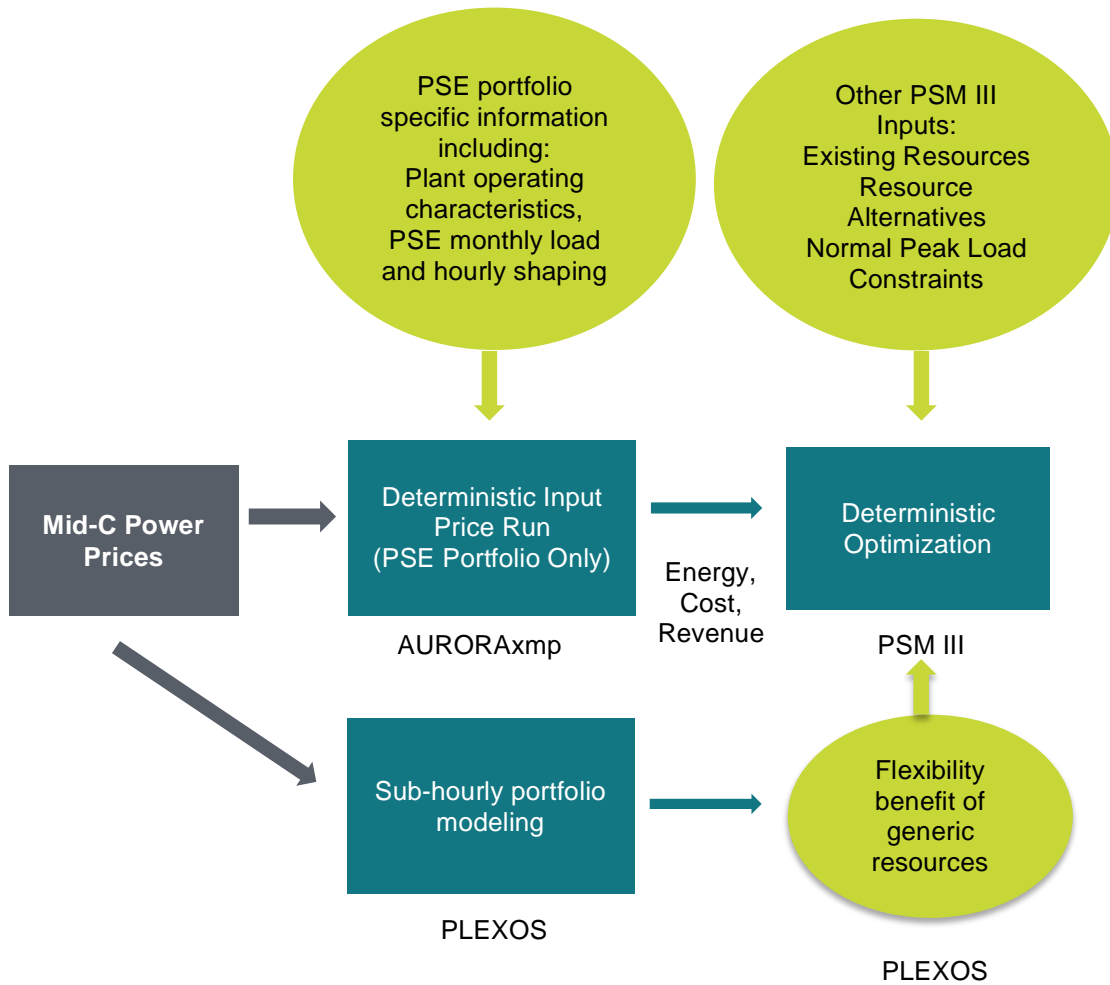 PSE portfolio
specific information
including:
Plant operating
characteristics,
PSE monthly load
and hourly shaping
Other PSM III
Inputs:
Existing Resources
Resource
Alternatives
Normal Peak Load
Constraints
Mid-C Power
Prices
Deterministic Input
Price Run
(PSE Portfolio Only)
AURORAxmp
Energy,
Cost,
Revenue
Deterministic
Optimization
PSM III
Sub-hourly portfolio
modeling
PLEXOS
Flexibility
benefit of
generic
resources
PLEXOS